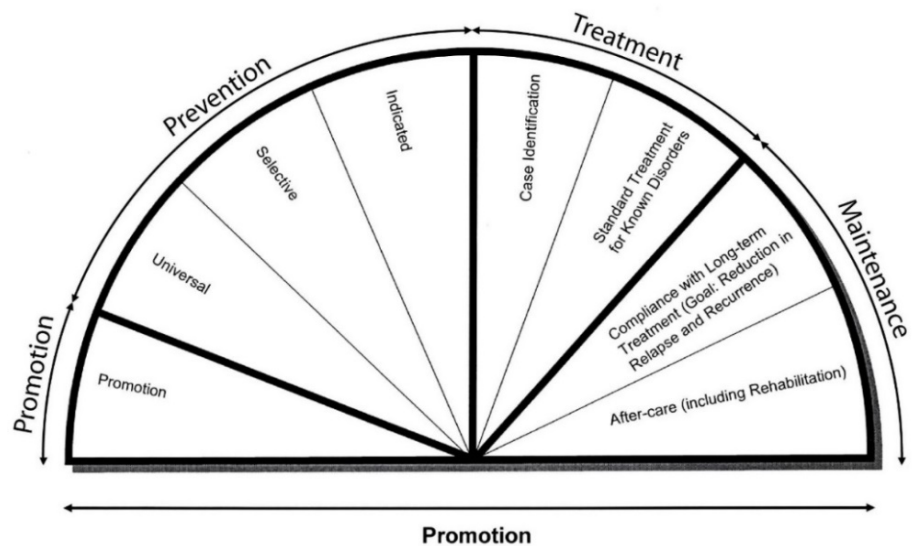 Treatment
Prevention
Maintenance
Promotion
Promotion
Universal
Selective
Indicated
Case Identification
Standard Treatment
for Known Disorders
Compliance with Long-term
Treatment (Goal: Reduction in
Relapse and Recurrence)
After-care (including Rehabilitation)
Promotion